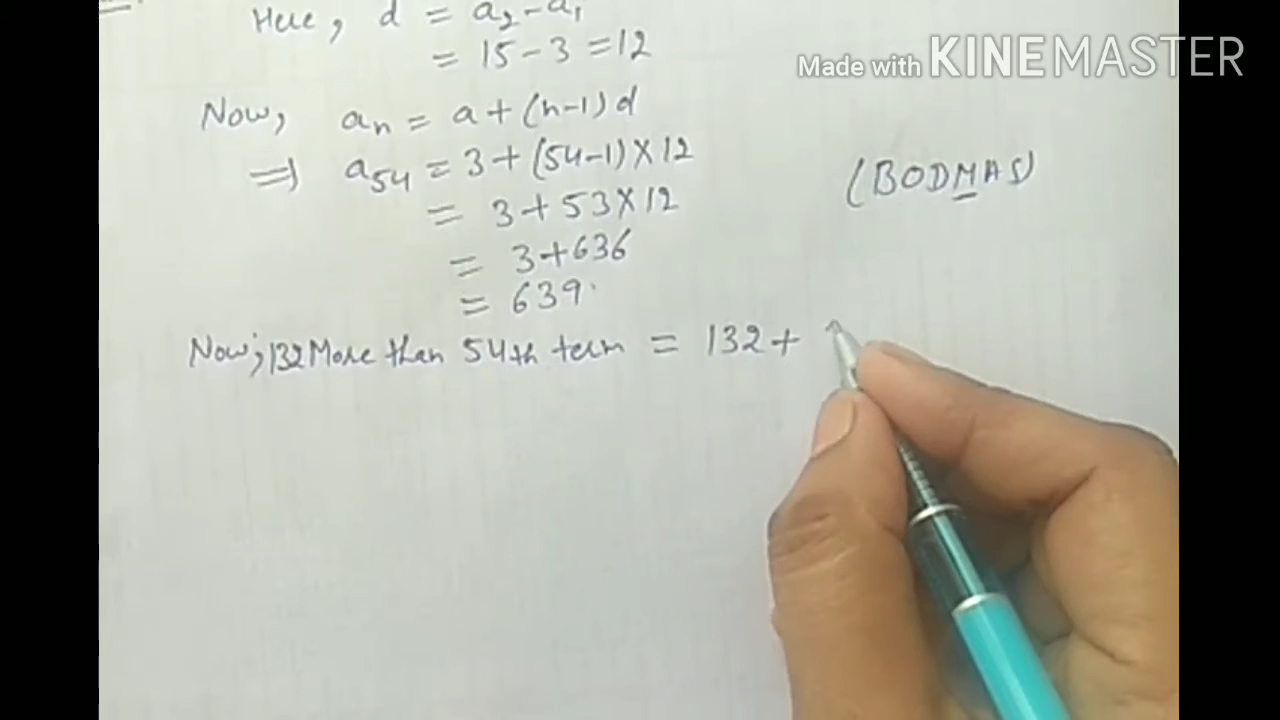 Here, d = a₂-a₁
= 15-3 =12
Made with KINEMASTER
Now, aₙ = a+(n-1)d
⇒ a₅₄ = 3+(54-1)×12
(BODMAS)
= 3+53×12
= 3+636
= 639.
Now, 132 More than 54th term = 132+